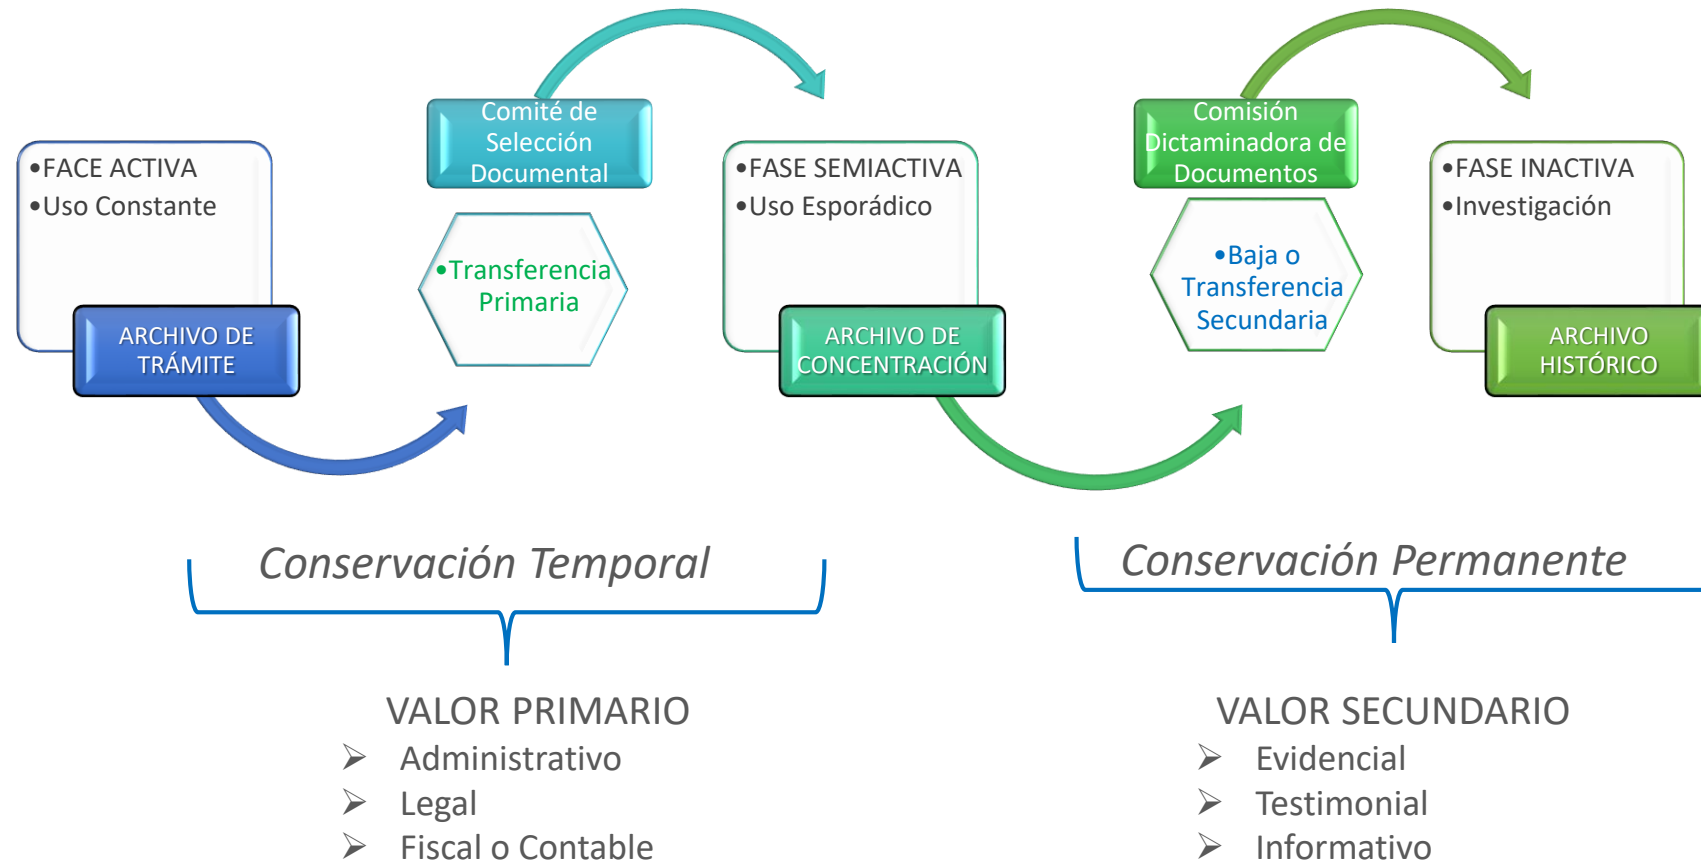 •FACE ACTIVA
•Uso Constante
ARCHIVO DE
TRÁMITE
Comité de
Selección
Documental
•Transferencia
Primaria
•FASE SEMIACTIVA
•Uso Esporádico
ARCHIVO DE
CONCENTRACIÓN
Comisión
Dictaminadora de
Documentos
•Baja o
Transferencia
Secundaria
•FASE INACTIVA
•Investigación
ARCHIVO
HISTÓRICO
Conservación Temporal
VALOR PRIMARIO
➢ Administrativo
➢ Legal
➢ Fiscal o Contable
Conservación Permanente
VALOR SECUNDARIO
➢ Evidencial
➢ Testimonial
➢ Informativo